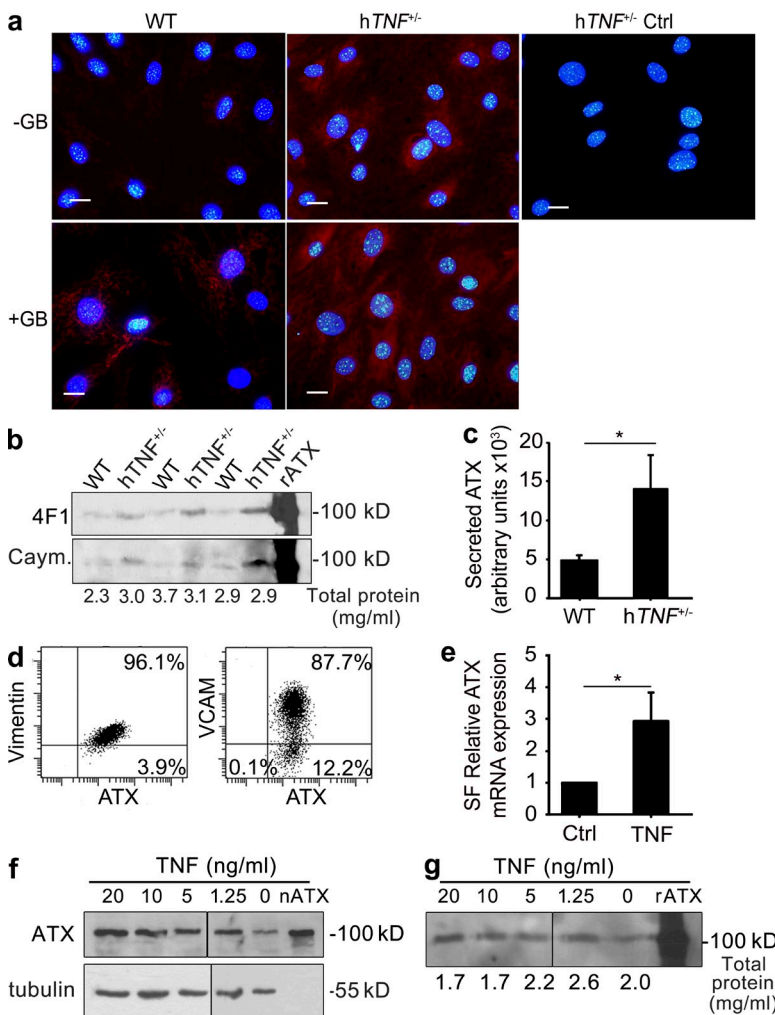 a
WT
hTNF+/-
hTNF+/- Ctrl
-GB
+GB
b
WT
hTNF+/-
WT
hTNF+/-
WT
hTNF+/-
rATX
4F1
-100 kD
Caym.
-100 kD
2.3 3.0 3.7 3.1 2.9 2.9 Total protein
(mg/ml)
c
Secreted ATX
(arbitrary units x10³)
20
15
10
5
0
*
WT
hTNF+/-
d
Vimentin
96.1%
3.9%
ATX
VCAM
87.7%
0.1%
12.2%
ATX
e
SF Relative ATX
mRNA expression
5
4
3
2
1
0
*
Ctrl
TNF
f
TNF (ng/ml)
20 10 5 1.25 0 nATX
ATX
-100 kD
tubulin
-55 kD
g
TNF (ng/ml)
20 10 5 1.25 0 rATX
-100 kD
1.7 1.7 2.2 2.6 2.0 Total
protein
(mg/ml)